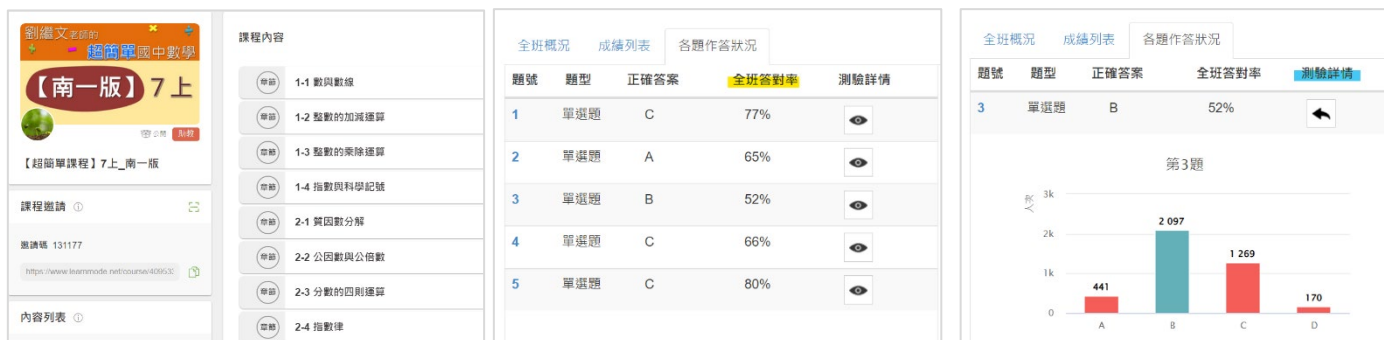 劉繼文老師的
超簡單國中數學
【南一版】7上
【超簡單課程】7上_南一版
課程邀請
邀請碼 131177
內容列表
課程內容
章節 1-1 數與數線
章節 1-2 整數的加減運算
章節 1-3 整數的乘除運算
章節 1-4 指數與科學記號
章節 2-1 質因數分解
章節 2-2 公因數與公倍數
章節 2-3 分數的四則運算
章節 2-4 指數律
全班概況 成績列表 各題作答狀況
題號 題型 正確答案 全班答對率 測驗詳情
1 單選題 C 77%
2 單選題 A 65%
3 單選題 B 52%
4 單選題 C 66%
5 單選題 C 80%
全班概況 成績列表 各題作答狀況
題號 題型 正確答案 全班答對率 測驗詳情
3 單選題 B 52%
第3題
人次
3k
2k
1k
0
441
2 097
1 269
170
A B C D